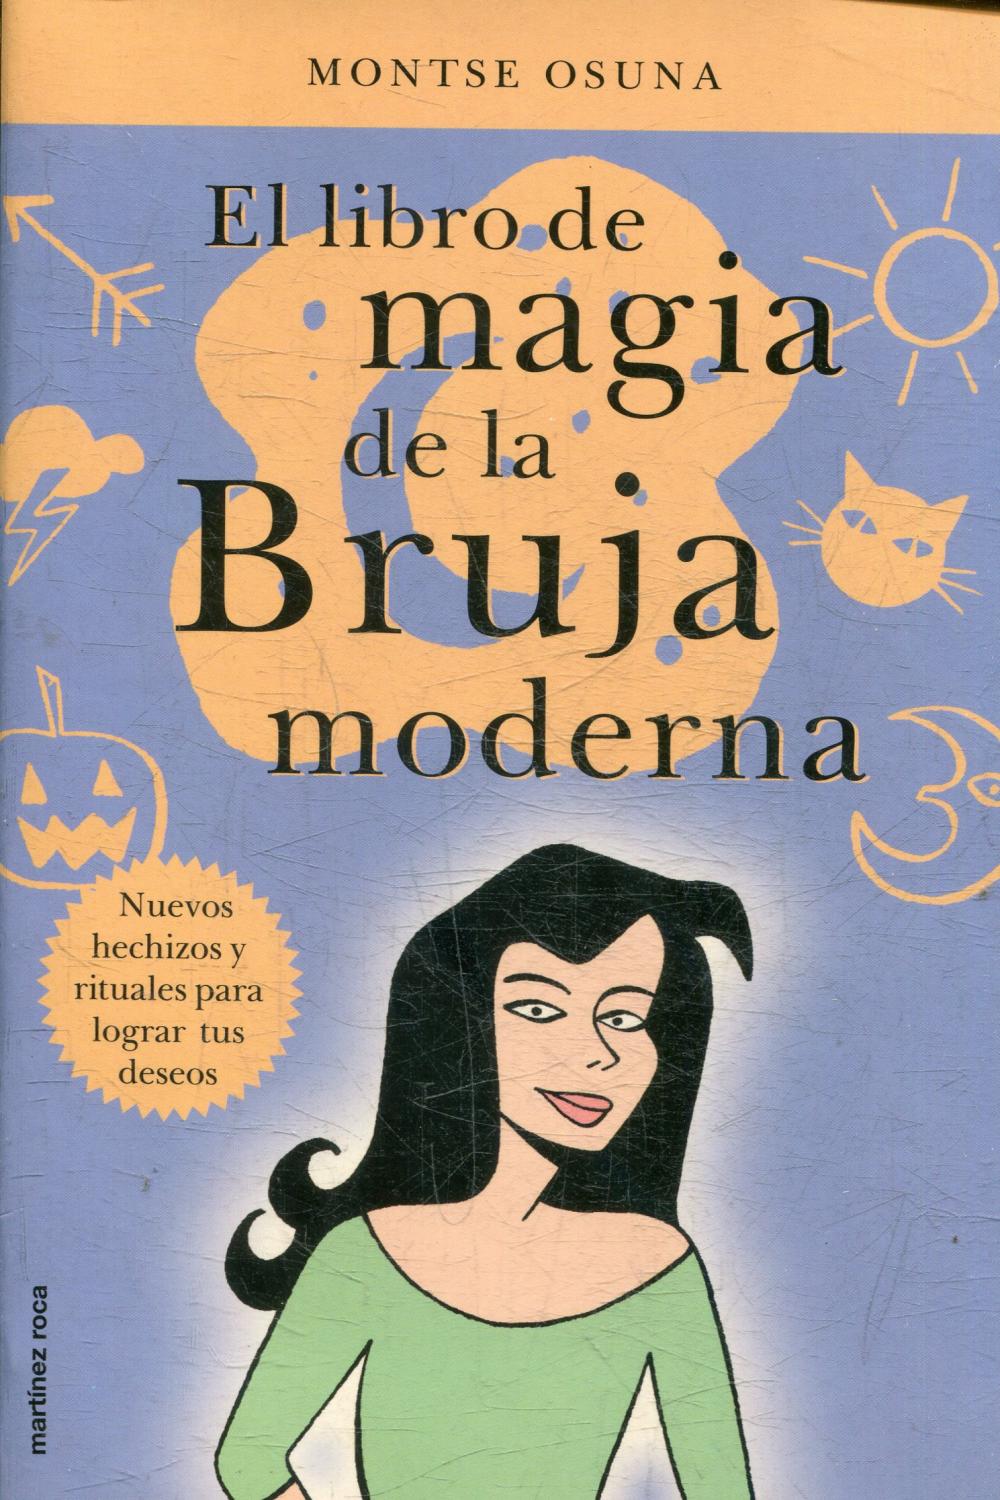 MONTSE OSUNA
El libro de
magia
de la
Bruja
moderna
Nuevos
hechizos y
rituales para
lograr tus
deseos
martínez roca